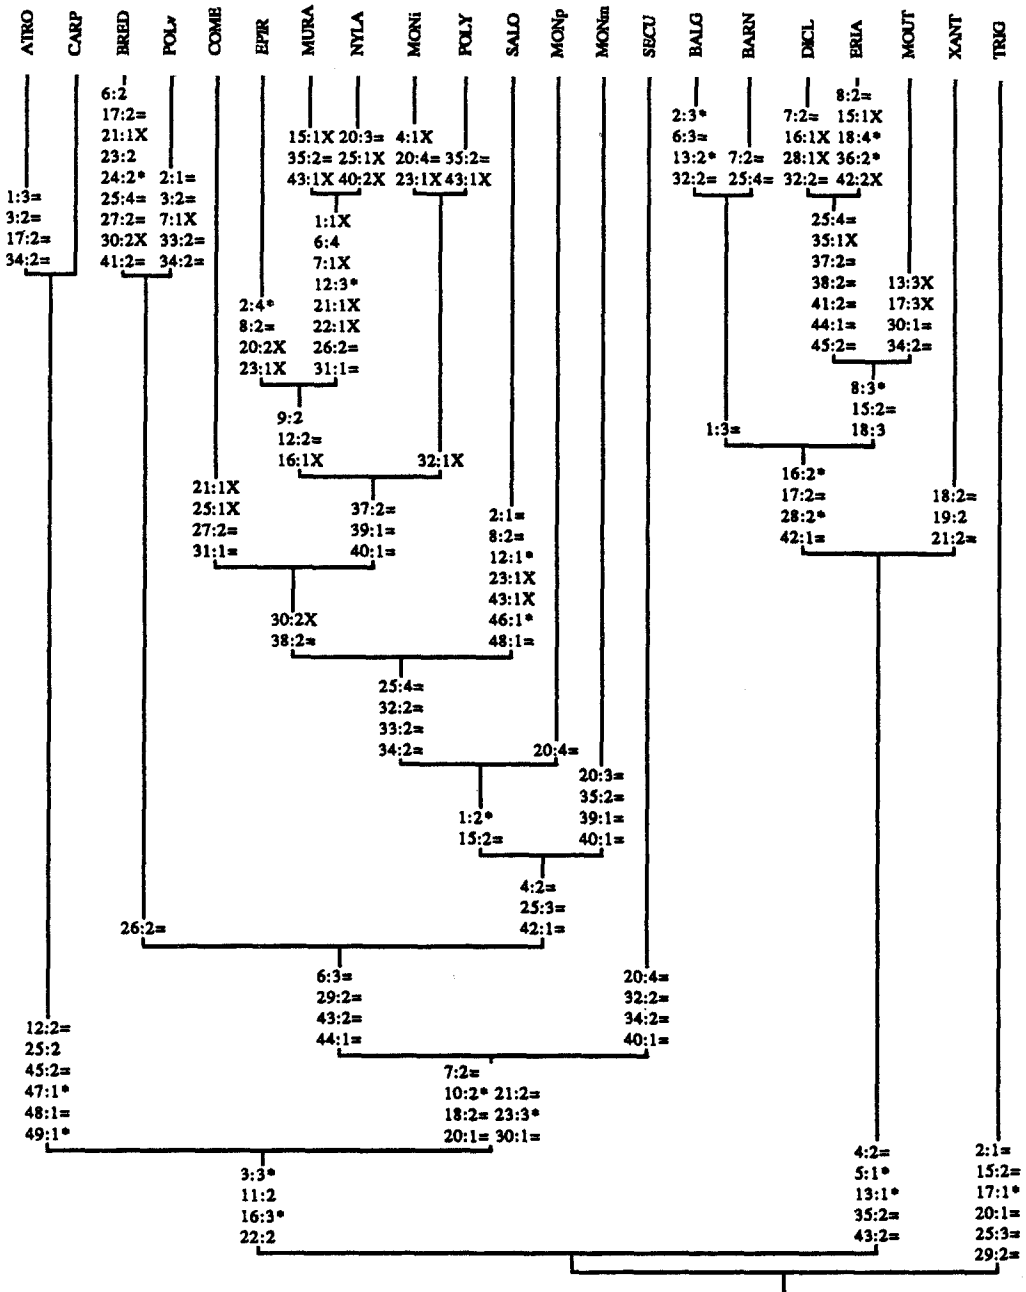 ATRO
CARP
BRED
POLv
COME
EPIR
MURA
NYLA
MONi
POLY
SALO
MONp
MONm
SECU
BALG
BARN
DICL
ERIA
MOUT
XANT
TRIG
1:3=
3:2=
17:2=
34:2=
6:2
17:2=
21:1X
23:2
24:2*
25:4=
27:2=
30:2X
41:2=
2:1=
3:2=
7:1X
33:2=
34:2=
2:4*
8:2=
20:2X
23:1X
15:1X
35:2=
43:1X
20:3=
25:1X
40:2X
1:1X
6:4
7:1X
12:3*
21:1X
22:1X
26:2=
31:1=
4:1X
20:4=
23:1X
35:2=
43:1X
9:2
12:2=
16:1X
32:1X
21:1X
25:1X
27:2=
31:1=
37:2=
39:1=
40:1=
2:1=
8:2=
12:1*
23:1X
43:1X
46:1*
48:1=
30:2X
38:2=
25:4=
32:2=
33:2=
34:2=
20:4=
1:2*
15:2=
20:3=
35:2=
39:1=
40:1=
26:2=
4:2=
25:3=
42:1=
6:3=
29:2=
43:2=
44:1=
20:4=
32:2=
34:2=
40:1=
12:2=
25:2
45:2=
47:1*
48:1=
49:1*
7:2=
10:2* 21:2=
18:2= 23:3*
20:1= 30:1=
3:3*
11:2
16:3*
22:2
2:3*
6:3=
13:2*
32:2=
7:2=
25:4=
7:2=
16:1X
28:1X
32:2=
8:2=
15:1X
18:4*
36:2*
42:2X
25:4=
35:1X
37:2=
38:2=
41:2=
44:1=
45:2=
13:3X
17:3X
30:1=
34:2=
1:3=
8:3*
15:2=
18:3
16:2*
17:2=
28:2*
42:1=
18:2=
19:2
21:2=
4:2=
5:1*
13:1*
35:2=
43:2=
2:1=
15:2=
17:1*
20:1=
25:3=
29:2=